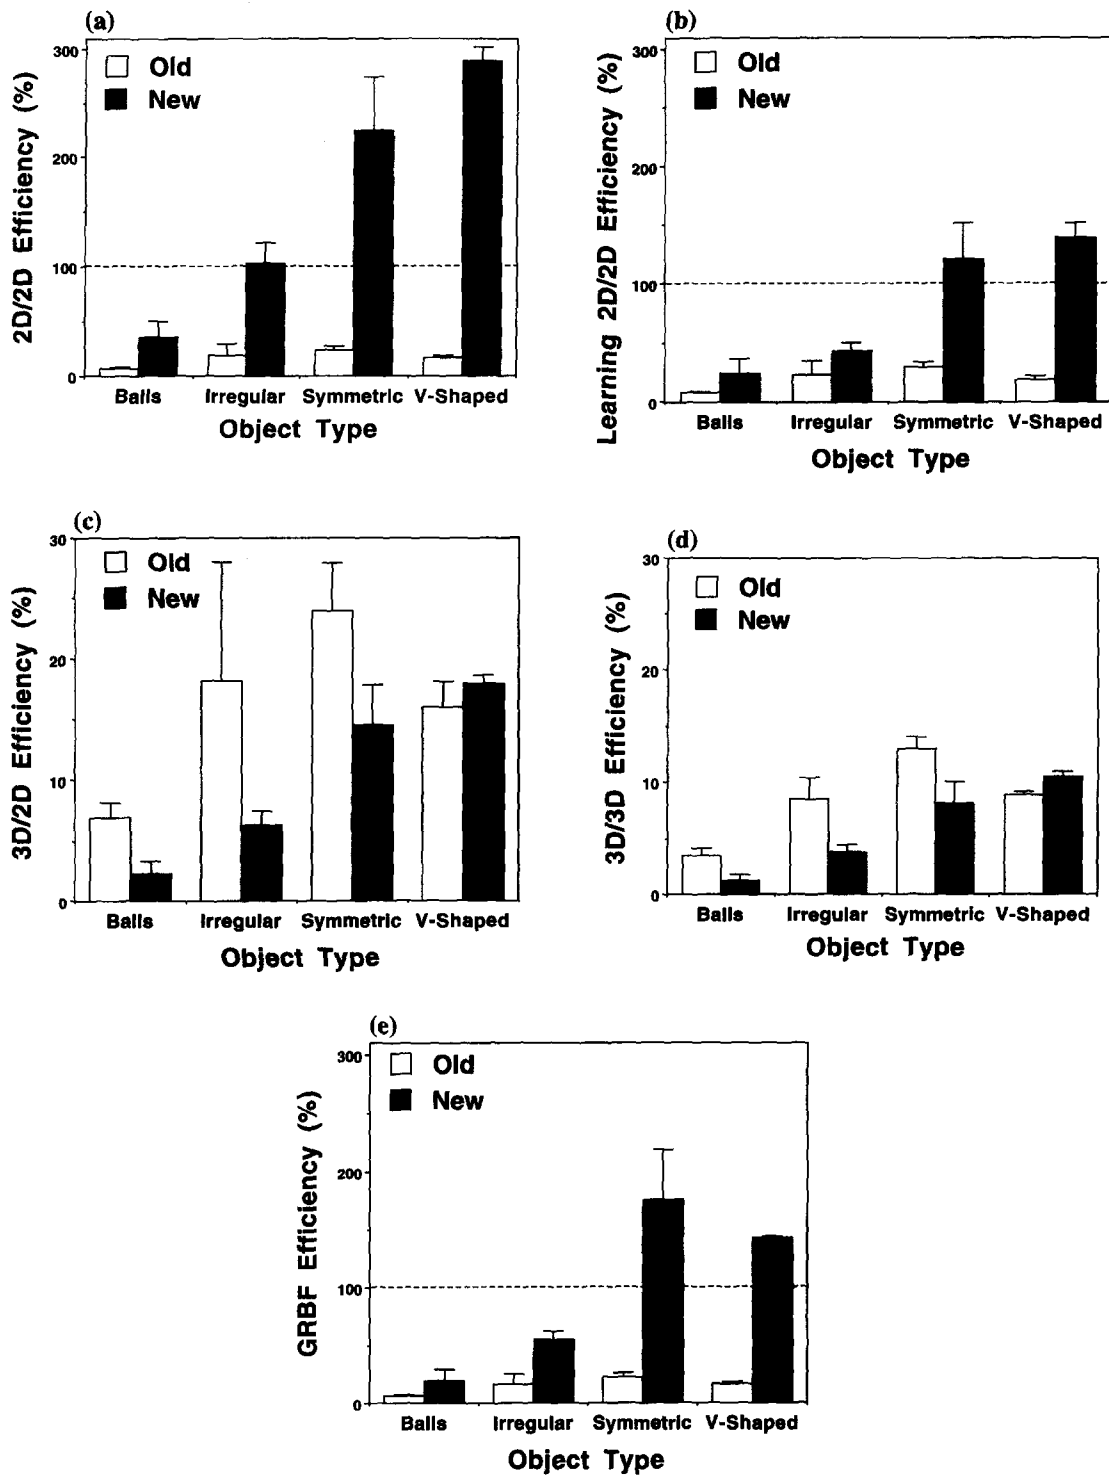 (a)
2D/2D Efficiency (%)
300
200
100
0
Old
New
Balls Irregular Symmetric V-Shaped
Object Type
(b)
Learning 2D/2D Efficiency (%)
300
200
100
0
Old
New
Balls Irregular Symmetric V-Shaped
Object Type
(c)
3D/2D Efficiency (%)
30
20
10
0
Old
New
Balls Irregular Symmetric V-Shaped
Object Type
(d)
3D/3D Efficiency (%)
30
20
10
0
Old
New
Balls Irregular Symmetric V-Shaped
Object Type
(e)
GRBF Efficiency (%)
300
200
100
0
Old
New
Balls Irregular Symmetric V-Shaped
Object Type